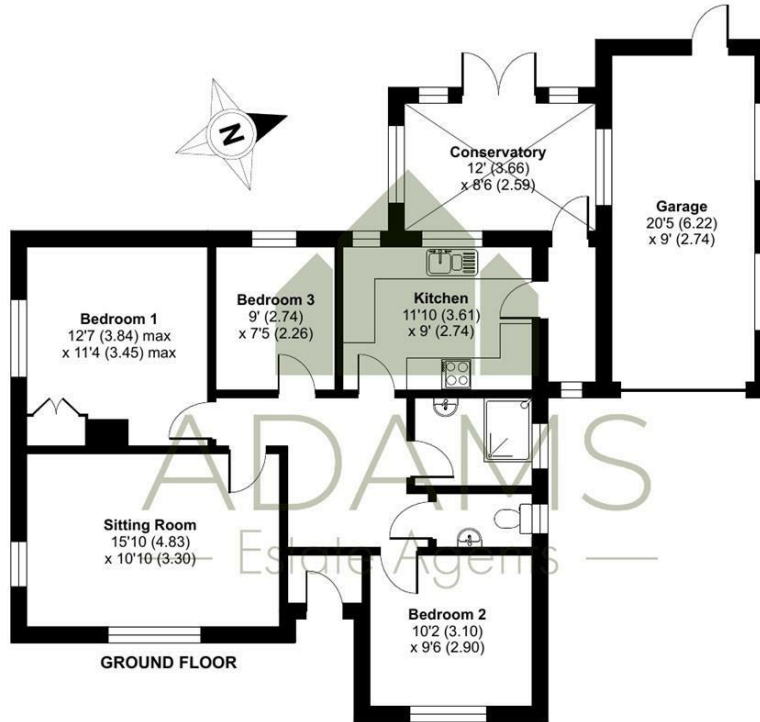 N
Conservatory
12' (3.66)
x 8'6 (2.59)
Garage
20'5 (6.22)
x 9' (2.74)
Bedroom 1
12'7 (3.84) max
x 11'4 (3.45) max
Bedroom 3
9' (2.74)
x 7'5 (2.26)
Kitchen
11'10 (3.61)
x 9' (2.74)
ADAMS
Estate Agents
Sitting Room
15'10 (4.83)
x 10'10 (3.30)
Bedroom 2
10'2 (3.10)
x 9'6 (2.90)
GROUND FLOOR